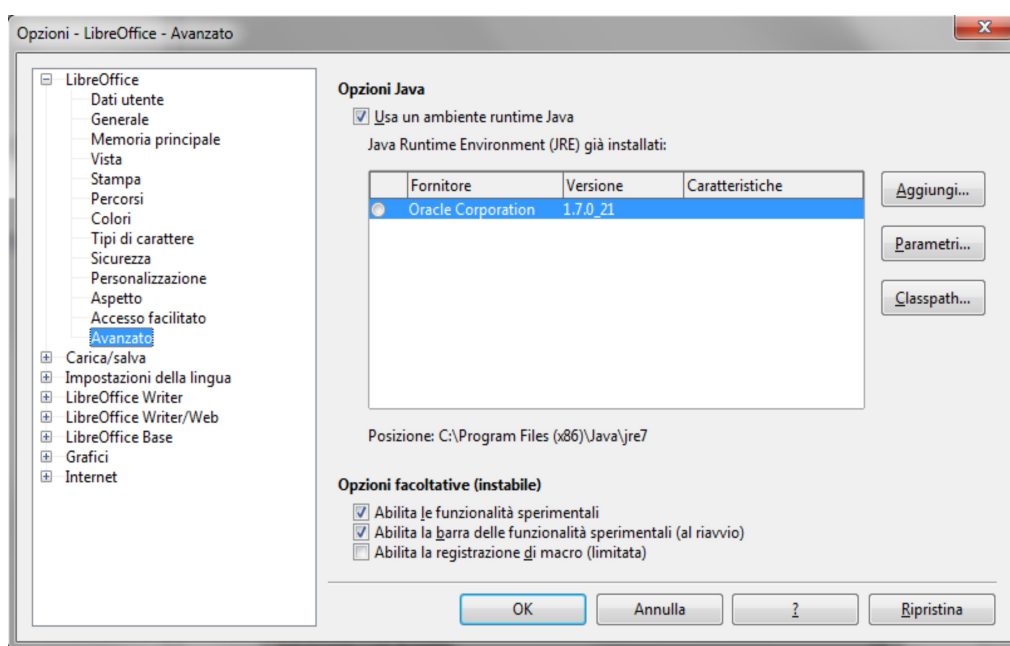 Opzioni - LibreOffice - Avanzato
LibreOffice
Dati utente
Generale
Memoria principale
Vista
Stampa
Percorsi
Colori
Tipi di carattere
Sicurezza
Personalizzazione
Aspetto
Accesso facilitato
Avanzato
Carica/salva
Impostazioni della lingua
LibreOffice Writer
LibreOffice Writer/Web
LibreOffice Base
Grafici
Internet
Opzioni Java
Usa un ambiente runtime Java
Java Runtime Environment (JRE) già installati:
Fornitore Versione Caratteristiche
Oracle Corporation 1.7.0_21
Aggiungi...
Parametri...
Classpath...
Posizione: C:\Program Files (x86)\Java\jre7
Opzioni facoltative (instabile)
Abilita le funzionalità sperimentali
Abilita la barra delle funzionalità sperimentali (al riavvio)
Abilita la registrazione di macro (limitata)
OK Annulla ? Ripristina